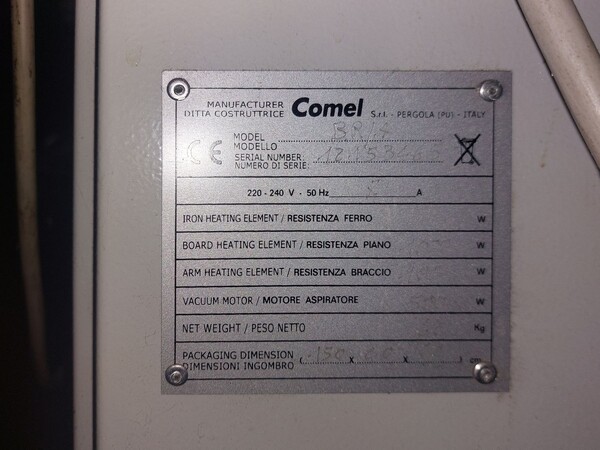 MANUFACTURER
DITTA COSTRUTTRICE Comel S.r.l. - PERGOLA (PU) - ITALY
CE
MODEL
MODELLO
SERIAL NUMBER
NUMERO DI SERIE:
220 - 240 V - 50 Hz A
IRON HEATING ELEMENT / RESISTENZA FERRO W
BOARD HEATING ELEMENT / RESISTENZA PIANO W
ARM HEATING ELEMENT / RESISTENZA BRACCIO W
VACUUM MOTOR / MOTORE ASPIRATORE W
NET WEIGHT / PESO NETTO Kg
PACKAGING DIMENSION
DIMENSIONI INGOMBRO ( x x ) cm